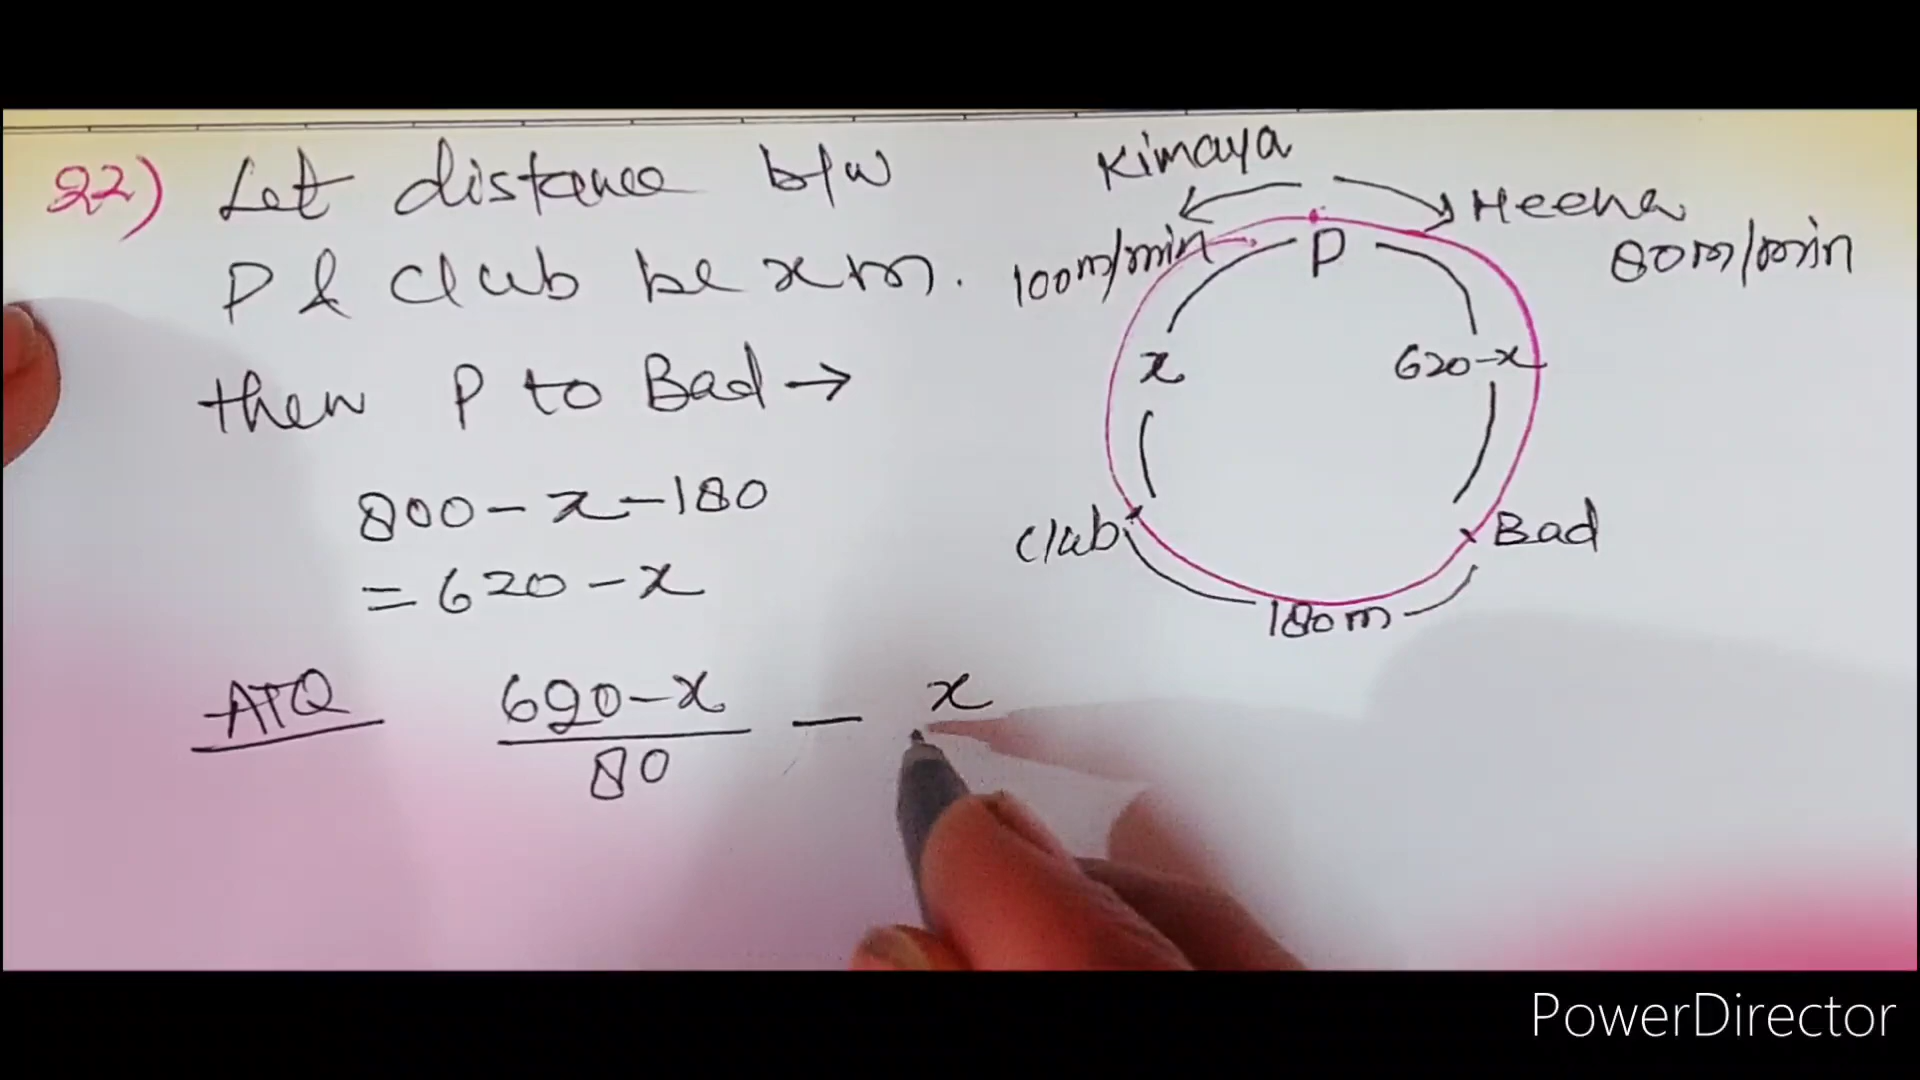 22) Let distance b/w
P & club be x m.
then P to Bad →
800 - x - 180
= 620 - x
ATQ 620-x / 80 - x
Kimaya
Meena
100m/min
80m/min
P
x
620-x
Club
Bad
180m
PowerDirector